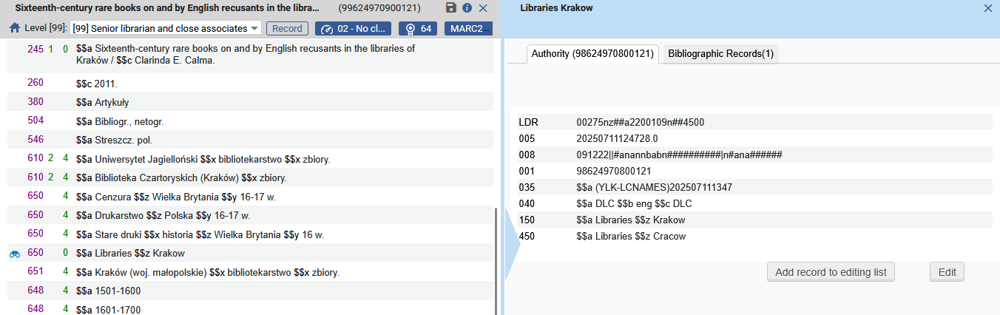 Sixteenth-century rare books on and by English recusants in the libra... (99624970900121)
Level [99]: [99] Senior librarian and close associates Record 02 - No cl... 64 MARC2...
245 1 0 $$a Sixteenth-century rare books on and by English recusants in the libraries of
Kraków / $$c Clarinda E. Calma.
260 $$c 2011.
380 $$a Artykuły
504 $$a Bibliogr., netogr.
546 $$a Streszcz. pol.
610 2 4 $$a Uniwersytet Jagielloński $$x bibliotekarstwo $$x zbiory.
610 2 4 $$a Biblioteka Czartoryskich (Kraków) $$x zbiory.
650 4 $$a Cenzura $$z Wielka Brytania $$y 16-17 w.
650 4 $$a Drukarstwo $$z Polska $$y 16-17 w.
650 4 $$a Stare druki $$x historia $$z Wielka Brytania $$y 16 w.
650 0 $$a Libraries $$z Krakow
651 4 $$a Kraków (woj. małopolskie) $$x bibliotekarstwo $$x zbiory.
648 4 $$a 1501-1600
648 4 $$a 1601-1700
Libraries Krakow
Authority (98624970800121) Bibliographic Records(1)
LDR 00275nz##a2200109n##4500
005 20250711124728.0
008 091222||#anannbabn##########|n#ana######
001 98624970800121
035 $$a (YLK-LCNAMES)202507111347
040 $$a DLC $$b eng $$c DLC
150 $$a Libraries $$z Krakow
450 $$a Libraries $$z Cracow
Add record to editing list Edit